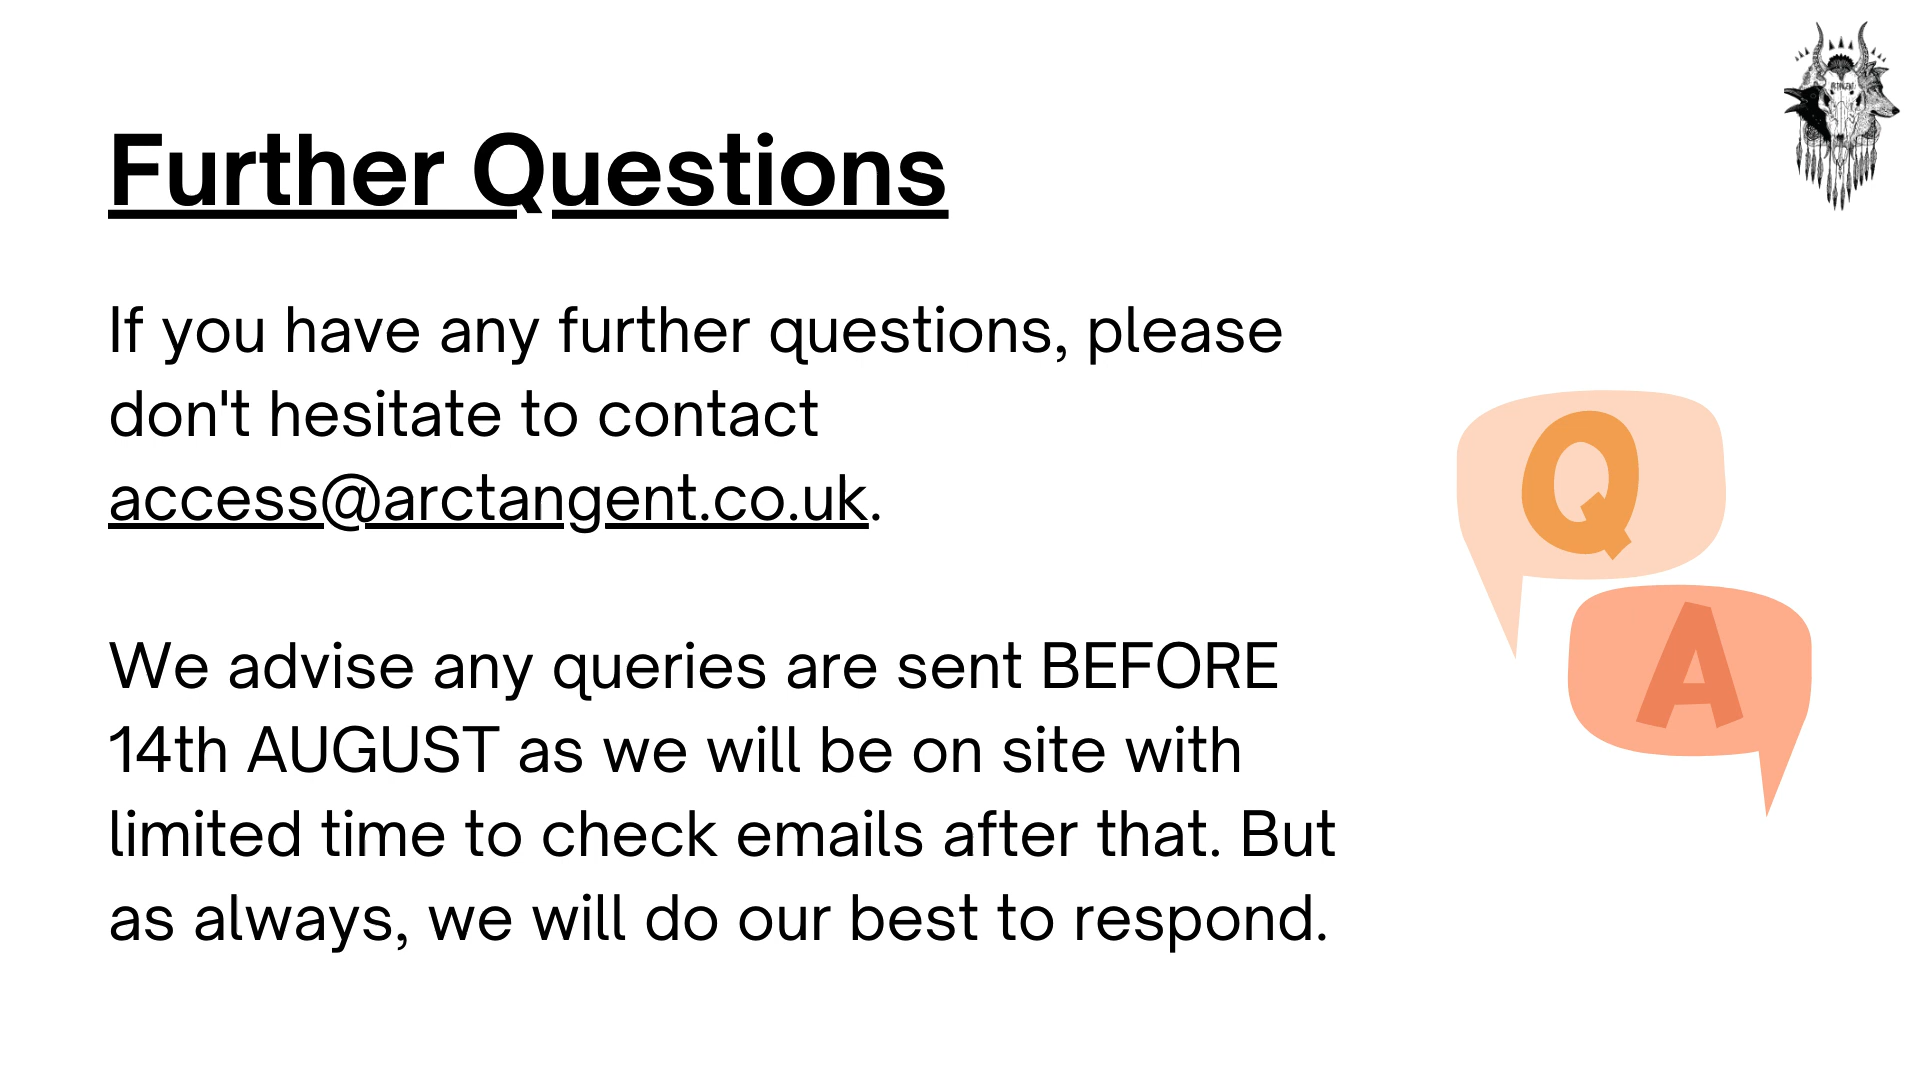 Further Questions
If you have any further questions, please
don't hesitate to contact
access@arctangent.co.uk.
We advise any queries are sent BEFORE
14th AUGUST as we will be on site with
limited time to check emails after that. But
as always, we will do our best to respond.
Q
A